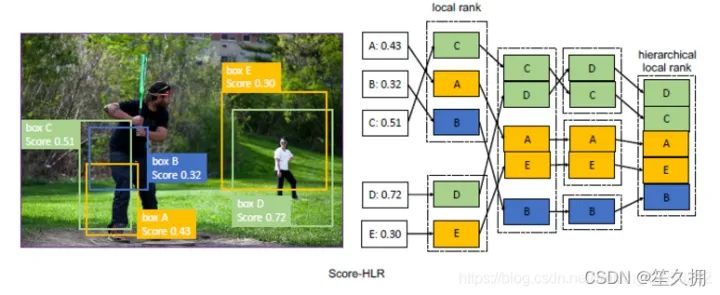 local rank
box E
Score 0.30
box C
Score 0.51
box B
Score 0.32
box D
Score 0.72
box A
Score 0.43
A: 0.43
B: 0.32
C: 0.51
D: 0.72
E: 0.30
C
A
B
D
E
C
D
A
E
B
D
C
A
E
B
hierarchical
local rank
D
C
A
E
B
Score-HLR
https://blog.csdn.ne
CSDN @笙久拥